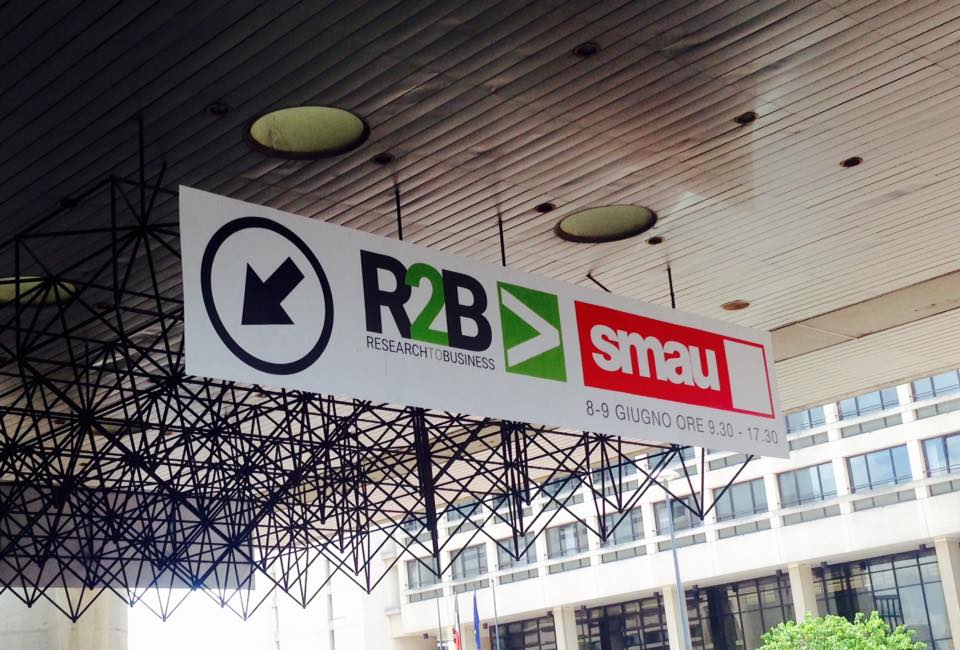 R2B
RESEARCHTOBUSINESS
smau
8-9 GIUGNO ORE 9.30 - 17.30